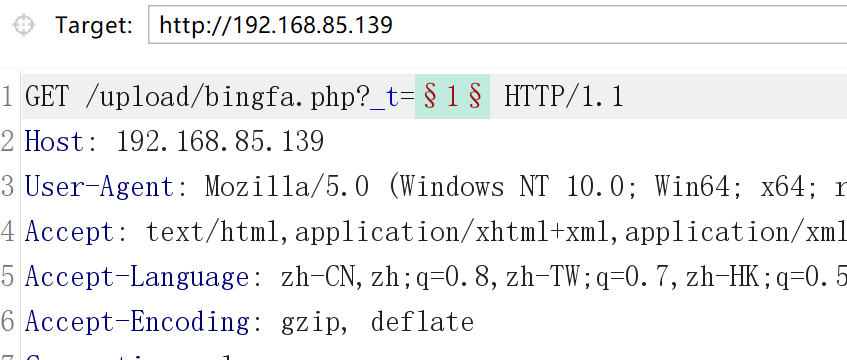 Target: http://192.168.85.139
1 GET /upload/bingfa.php?_t=§1§ HTTP/1.1
2 Host: 192.168.85.139
3 User-Agent: Mozilla/5.0 (Windows NT 10.0; Win64; x64; r
4 Accept: text/html,application/xhtml+xml,application/xml
5 Accept-Language: zh-CN,zh;q=0.8,zh-TW;q=0.7,zh-HK;q=0.5
6 Accept-Encoding: gzip, deflate